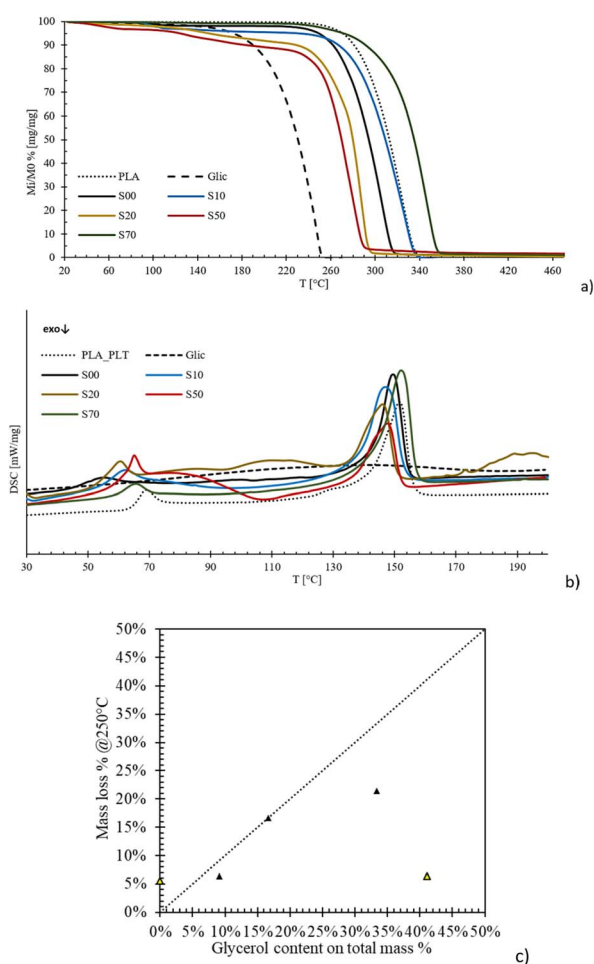 100
90
80
70
60
50
40
30
20
10
0
Mi/M0 % [mg/mg]
PLA Glic
S00 S10
S20 S50
S70
20 60 100 140 180 220 260 300 340 380 420 460
T [°C]
a)
exo↓
PLA_PLT Glic
S00 S10
S20 S50
S70
DSC [mW/mg]
30 50 70 90 110 130 150 170 190
T [°C]
b)
50%
45%
40%
35%
30%
25%
20%
15%
10%
5%
0%
Mass loss % @250°C
0% 5% 10% 15% 20% 25% 30% 35% 40% 45% 50%
Glycerol content on total mass %
c)